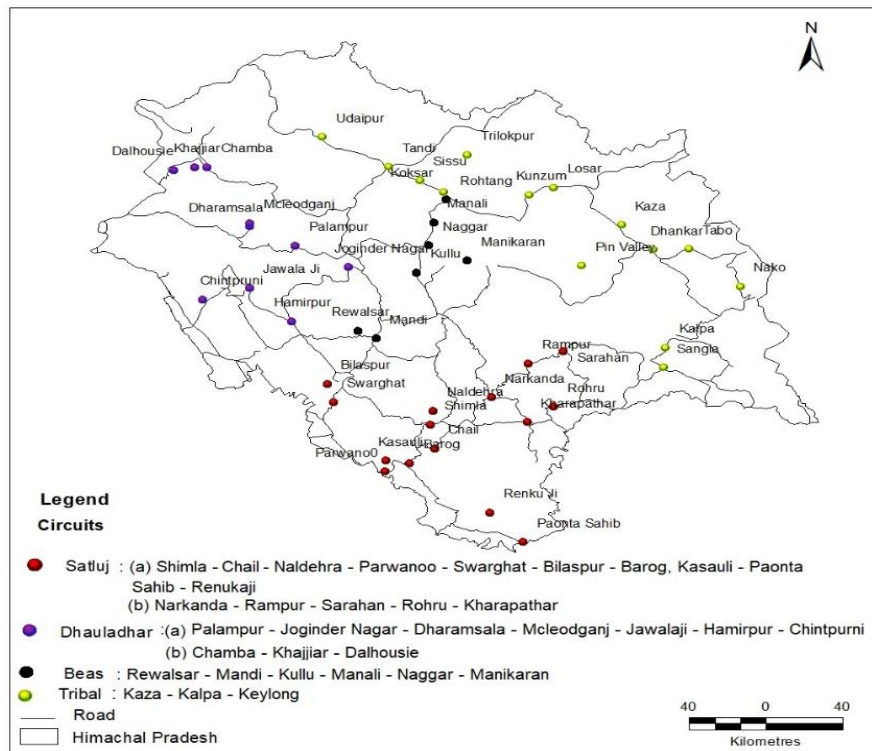 N
Udaipur
Tandi
Trilokpur
Dalhousie
Khajjiar
Chamba
Sissu
Koksar
Rohtang
Kunzum
Losar
Manali
Mcleodganj
Dharamsala
Palampur
Naggar
Kaza
Dhankar
Tabo
Joginder Nagar
Kullu
Manikaran
Pin Valley
Chintpruni
Jawala Ji
Nako
Hamirpur
Rewalsar
Mandi
Kalpa
Sangla
Rampur
Sarahan
Bilaspur
Swarghat
Naldehra
Narkanda
Rohru
Shimla
Kharapathar
Chail
Kasauli
Barog
Parwano0
Renku Ji
Paonta Sahib
Legend
Circuits
Satluj : (a) Shimla - Chail - Naldehra - Parwanoo - Swarghat - Bilaspur - Barog, Kasauli - Paonta
Sahib - Renukaji
(b) Narkanda - Rampur - Sarahan - Rohru - Kharapathar
Dhauladhar : (a) Palampur - Joginder Nagar - Dharamsala - Mcleodganj - Jawalaji - Hamirpur - Chintpurni
(b) Chamba - Khajjiar - Dalhousie
Beas : Rewalsar - Mandi - Kullu - Manali - Naggar - Manikaran
Tribal : Kaza - Kalpa - Keylong
Road
Himachal Pradesh
40 0 40
Kilometres